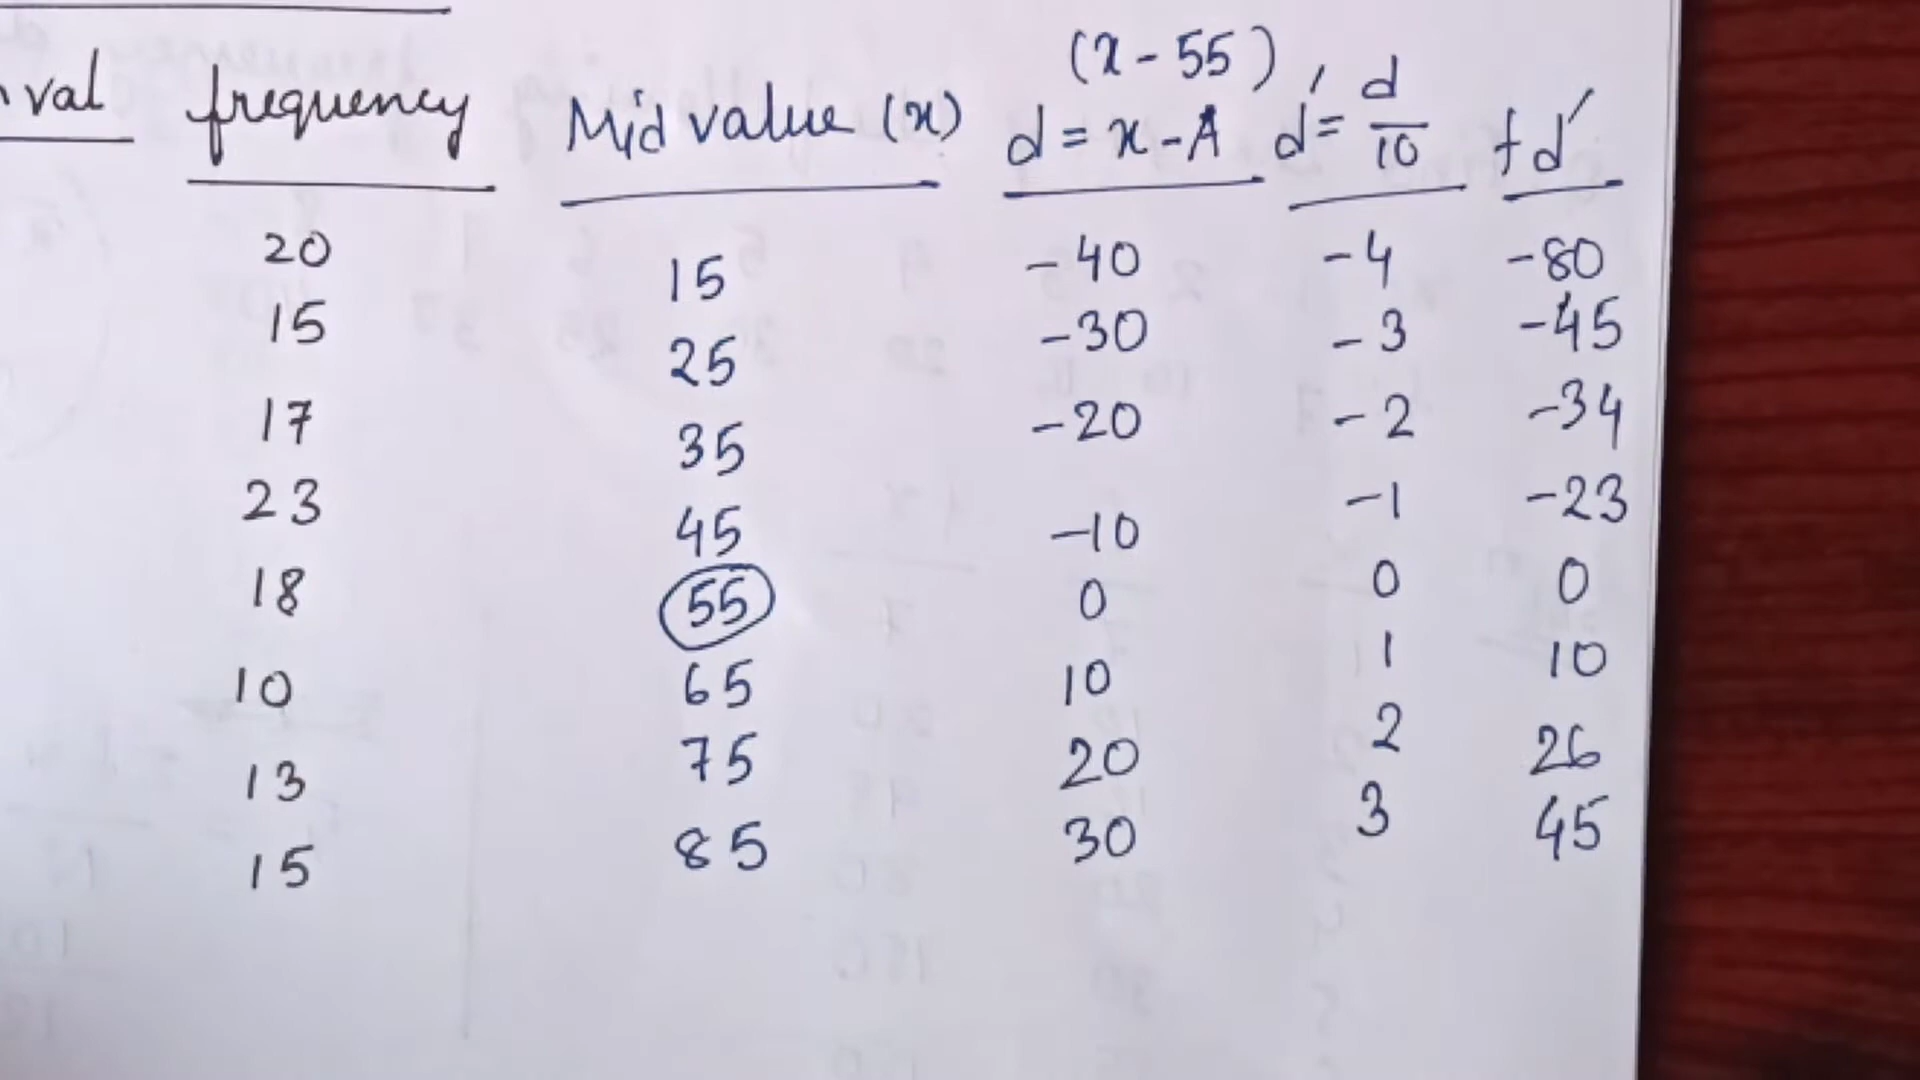 (x - 55)
val frequency Mid value (x) d = x - A d' = d/10 fd'
20 15 -40 -4 -80
15 25 -30 -3 -45
17 35 -20 -2 -34
23 45 -10 -1 -23
18 55 0 0 0
10 65 10 1 10
13 75 20 2 26
15 85 30 3 45